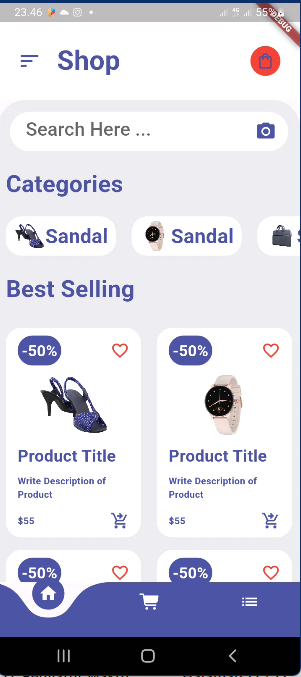 23.46
55%
DEBUG
Shop
Search Here ...
Categories
Sandal
Sandal
Best Selling
-50%
-50%
Product Title
Product Title
Write Description of
Product
Write Description of
Product
$55
$55
-50%
-50%